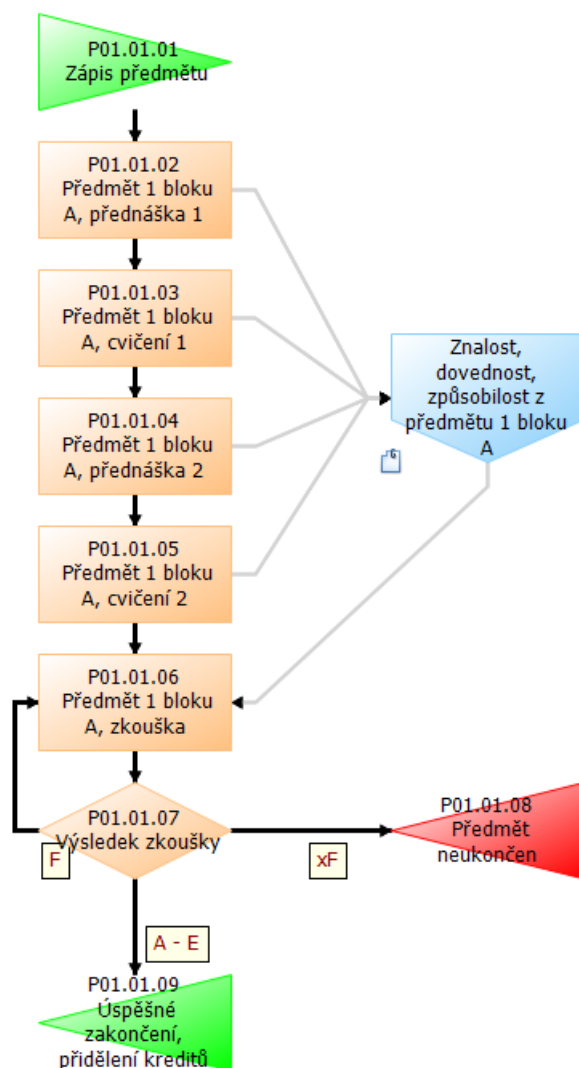 P01.01.01
Zápis předmětu
P01.01.02
Předmět 1 bloku
A, přednáška 1
P01.01.03
Předmět 1 bloku
A, cvičení 1
Znalost,
dovednost,
způsobilost z
předmětu 1 bloku
A
P01.01.04
Předmět 1 bloku
A, přednáška 2
6
P01.01.05
Předmět 1 bloku
A, cvičení 2
P01.01.06
Předmět 1 bloku
A, zkouška
P01.01.07
Výsledek zkoušky
F
xF
P01.01.08
Předmět
neukončen
A - E
P01.01.09
Úspěšné
zakončení,
přidělení kreditů